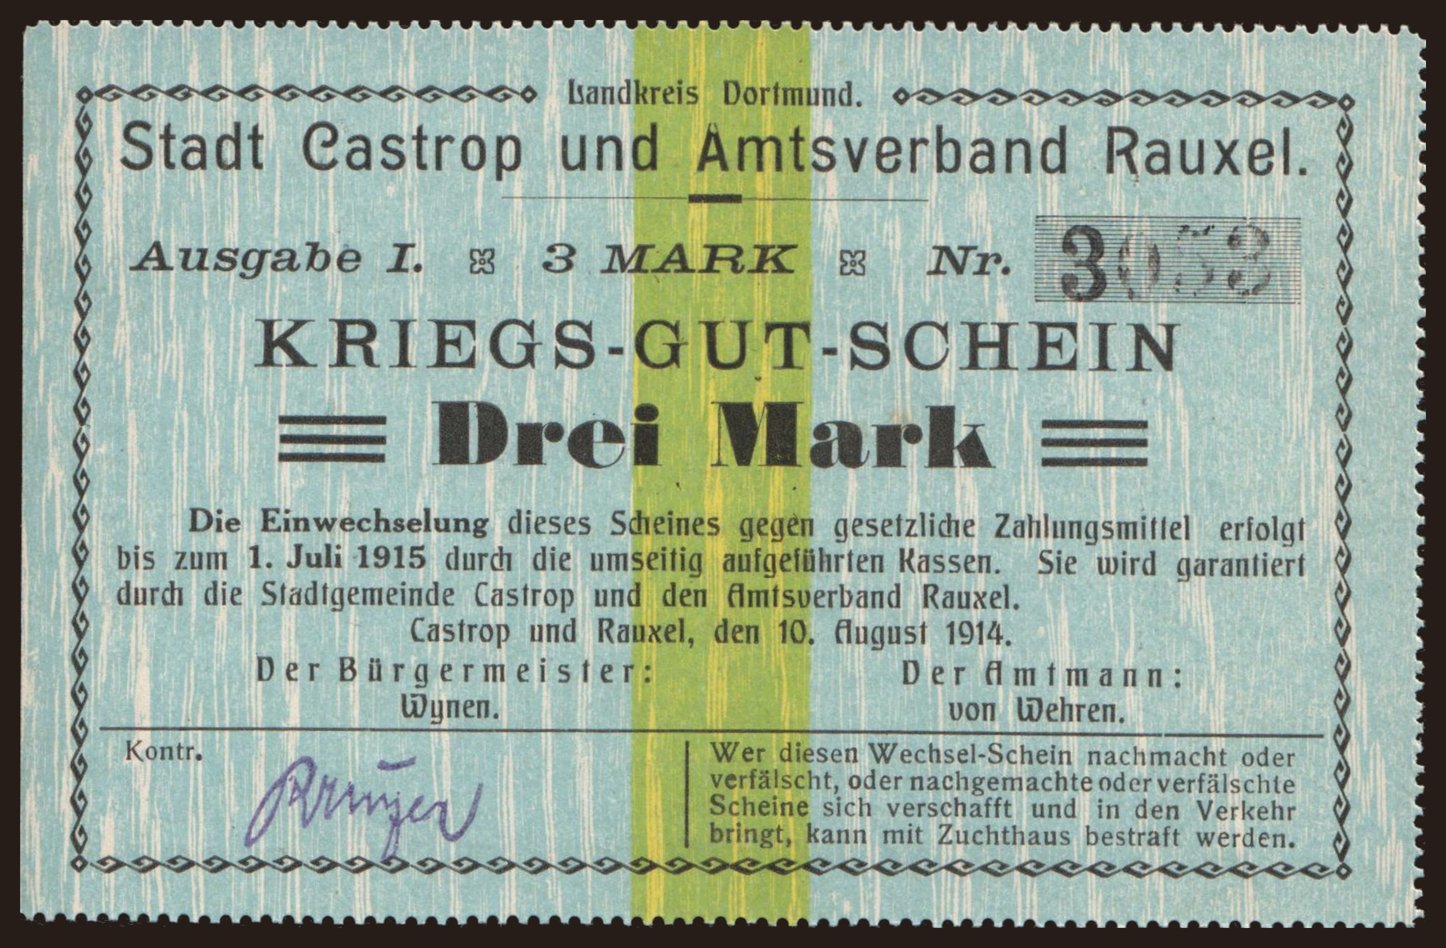 Landkreis Dortmund.
Stadt Castrop und Amtsverband Rauxel.
Ausgabe I. 3 MARK Nr. 3053
KRIEGS-GUT-SCHEIN
Drei Mark
Die Einwechselung dieses Scheines gegen gesetzliche Zahlungsmittel erfolgt
bis zum 1. Juli 1915 durch die umseitig aufgeführten Kassen. Sie wird garantiert
durch die Stadtgemeinde Castrop und den Amtsverband Rauxel.
Castrop und Rauxel, den 10. August 1914.
Der Bürgermeister: Der Amtmann:
Wynen. von Wehren.
Kontr.
Wer diesen Wechsel-Schein nachmacht oder
verfälscht, oder nachgemachte oder verfälschte
Scheine sich verschafft und in den Verkehr
bringt, kann mit Zuchthaus bestraft werden.